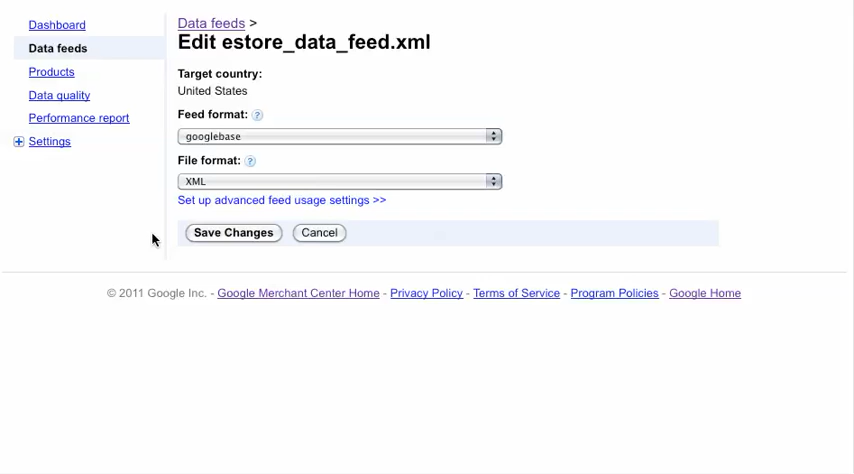 Dashboard
Data feeds
Products
Data quality
Performance report
Settings
Data feeds >
Edit estore_data_feed.xml
Target country:
United States
Feed format: ?
googlebase
File format: ?
XML
Set up advanced feed usage settings >>
Save Changes Cancel
© 2011 Google Inc. - Google Merchant Center Home - Privacy Policy - Terms of Service - Program Policies - Google Home